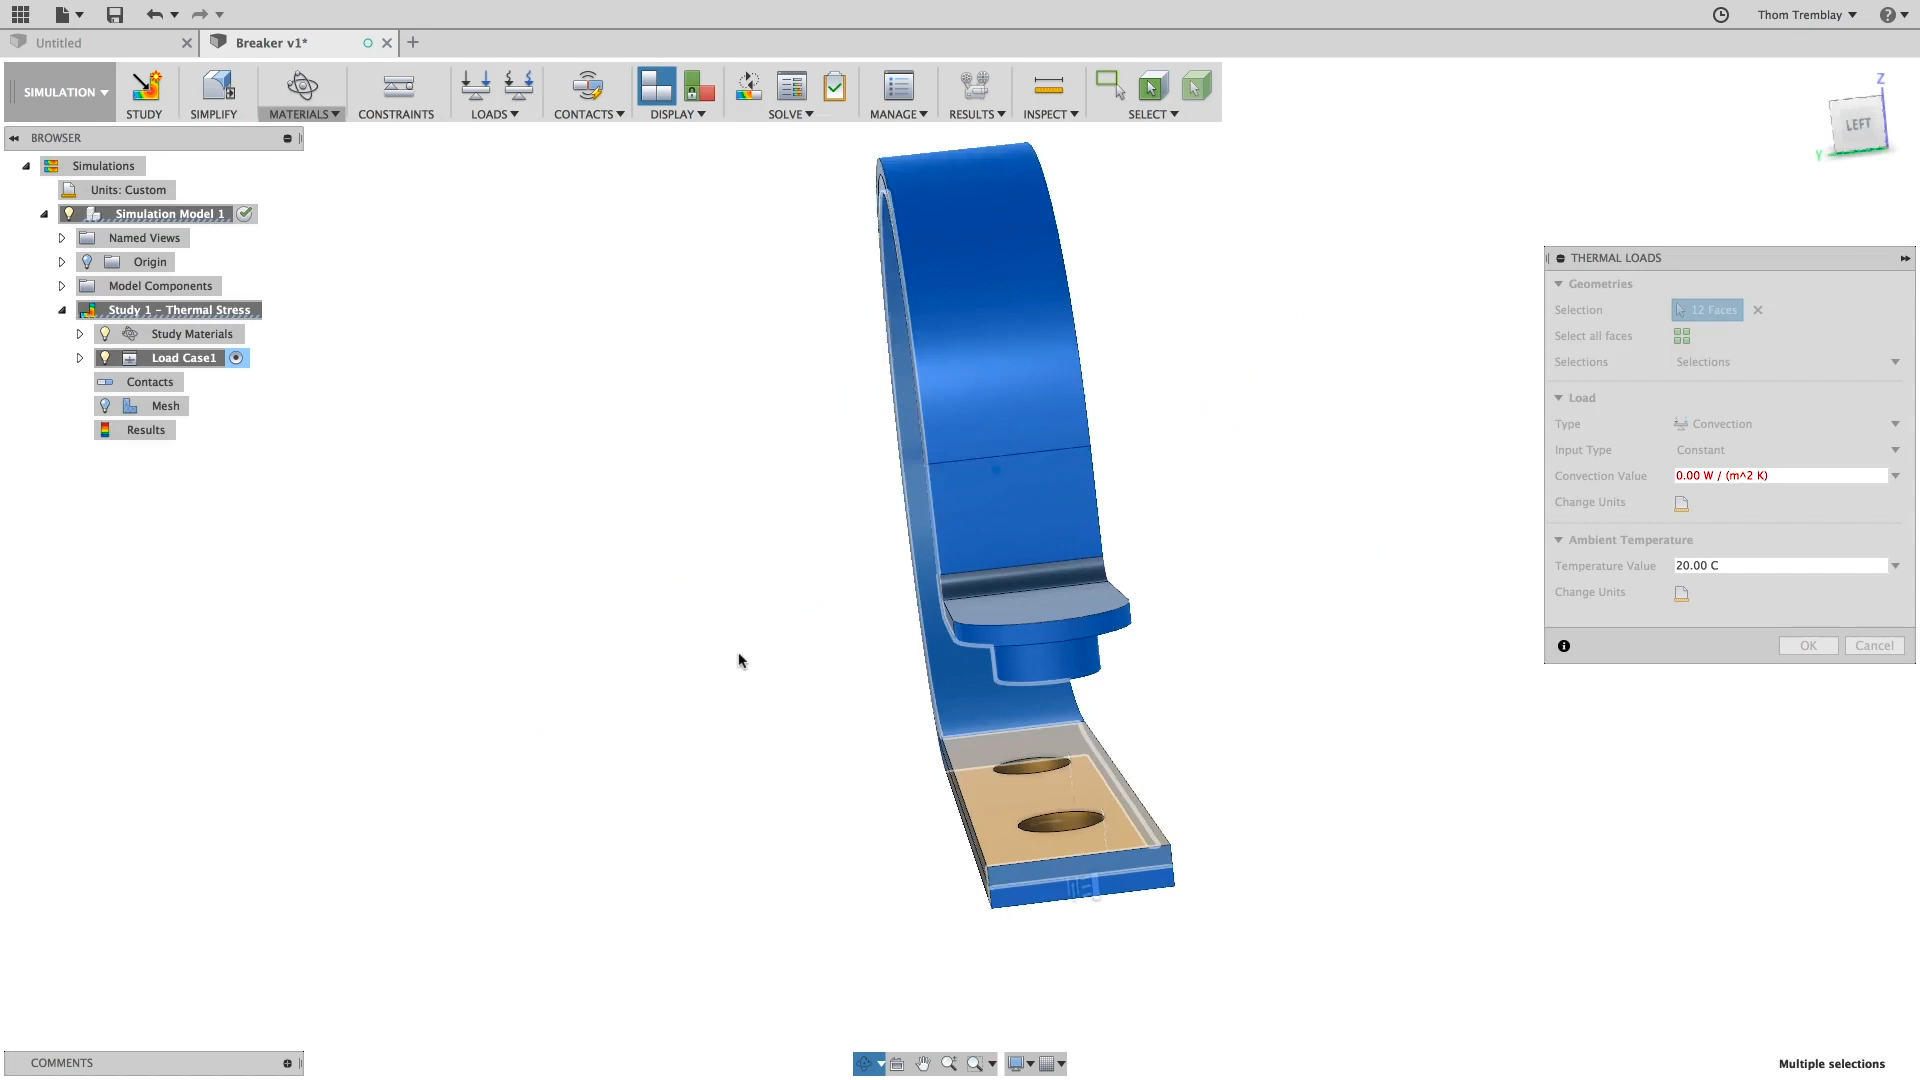 Thom Tremblay
Untitled
Breaker v1*
SIMULATION
STUDY
SIMPLIFY
MATERIALS
CONSTRAINTS
LOADS
CONTACTS
DISPLAY
SOLVE
MANAGE
RESULTS
INSPECT
SELECT
Z
LEFT
Y
BROWSER
Simulations
Units: Custom
Simulation Model 1
Named Views
Origin
Model Components
Study 1 - Thermal Stress
Study Materials
Load Case1
Contacts
Mesh
Results
THERMAL LOADS
Geometries
Selection 12 Faces
Select all faces
Selections Selections
Load
Type Convection
Input Type Constant
Convection Value 0.00 W / (m^2 K)
Change Units
Ambient Temperature
Temperature Value 20.00 C
Change Units
OK Cancel
COMMENTS
Multiple selections